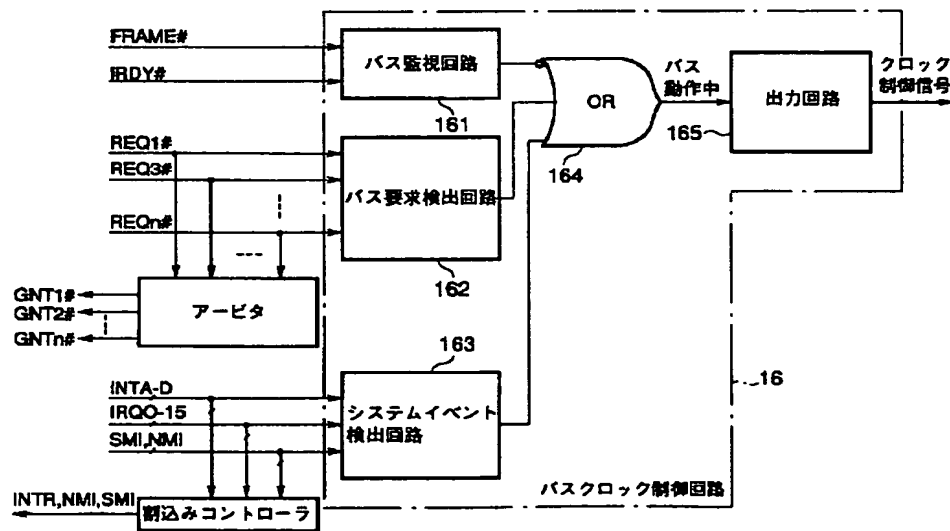 FRAME#
IRDY#
バス監視回路
161
OR
164
バス
動作中
出力回路
165
クロック
制御信号
REQ1#
REQ3#
REQn#
バス要求検出回路
162
GNT1#
GNT2#
GNTn#
アービタ
163
INTA-D
IRQ0-15
SMI,NMI
システムイベント
検出回路
16
バスクロック制御回路
INTR,NMI,SMI
割込みコントローラ